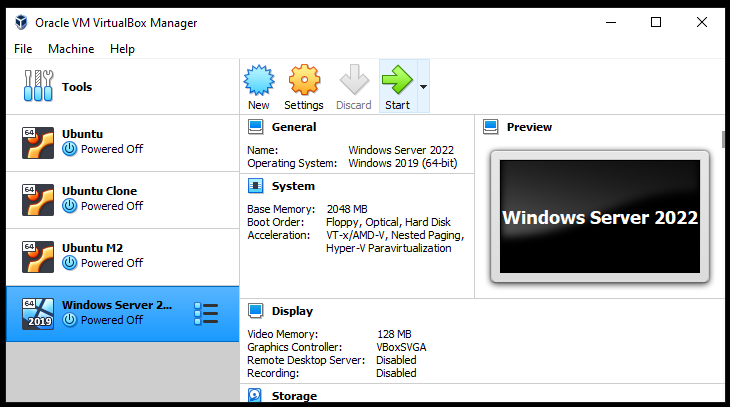 Oracle VM VirtualBox Manager
File Machine Help
Tools
New Settings Discard Start
64
Ubuntu
Powered Off
64
Ubuntu Clone
Powered Off
64
Ubuntu M2
Powered Off
64
2019
Windows Server 2...
Powered Off
General
Name: Windows Server 2022
Operating System: Windows 2019 (64-bit)
System
Base Memory: 2048 MB
Boot Order: Floppy, Optical, Hard Disk
Acceleration: VT-x/AMD-V, Nested Paging,
Hyper-V Paravirtualization
Preview
Windows Server 2022
Display
Video Memory: 128 MB
Graphics Controller: VBoxSVGA
Remote Desktop Server: Disabled
Recording: Disabled
Storage